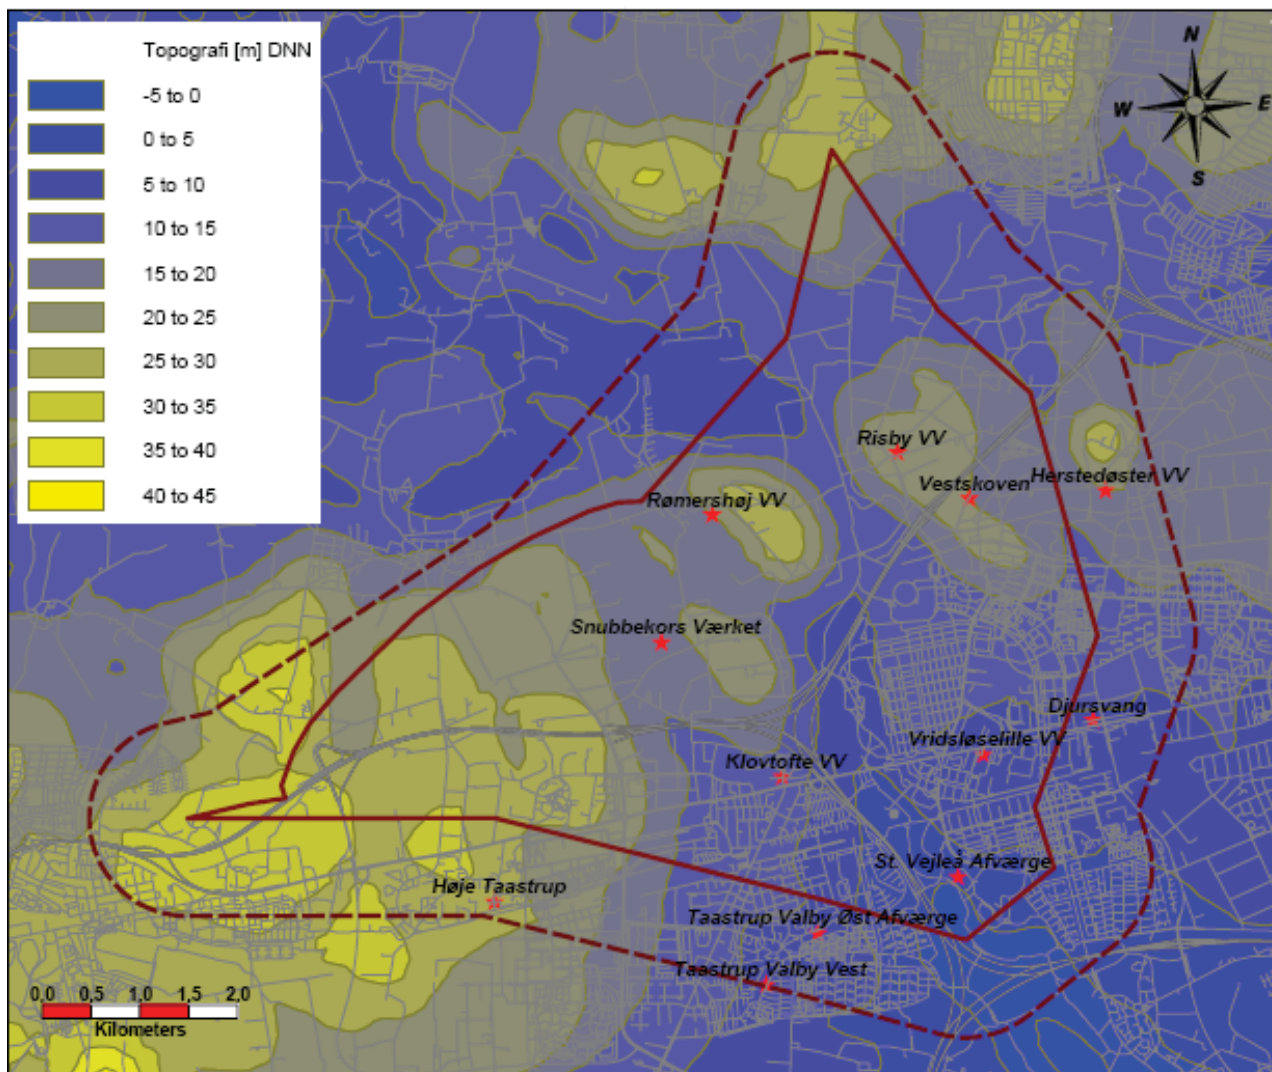 Topografi [m] DNN
-5 to 0
0 to 5
5 to 10
10 to 15
15 to 20
20 to 25
25 to 30
30 to 35
35 to 40
40 to 45
N
W
E
S
Risby VV
Vestskoven
Herstedøster VV
Rømershøj VV
Snubbekors Værket
Djursvang
Vridsløselille VV
Klovtofte VV
St. Vejleå Afværge
Høje Taastrup
Taastrup Valby Øst Afværge
Taastrup Valby Vest
0,0 0,5 1,0 1,5 2,0
Kilometers